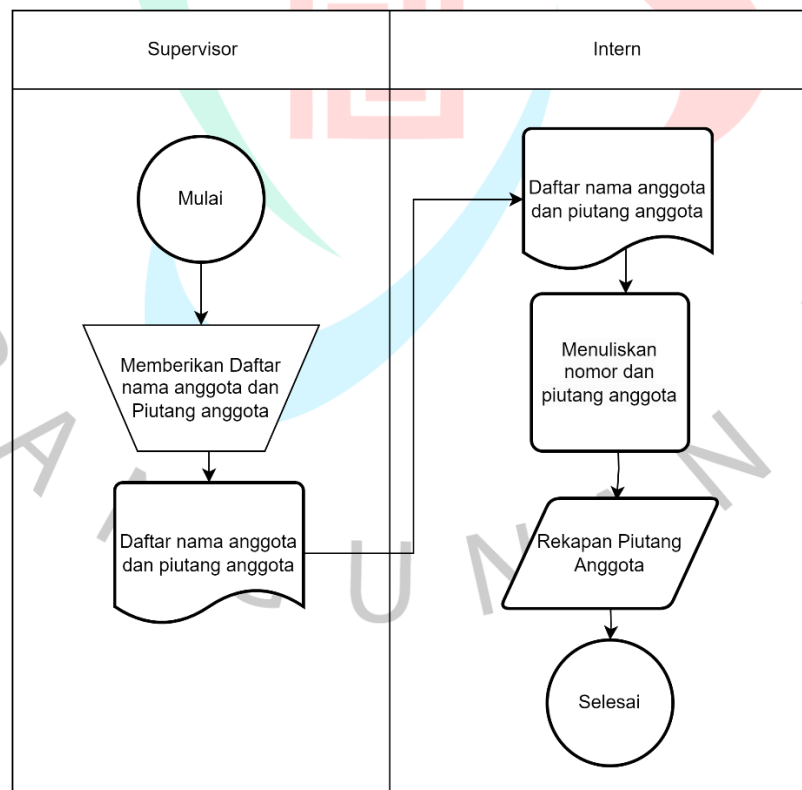 Supervisor
Intern
Mulai
Memberikan Daftar
nama anggota dan
Piutang anggota
Daftar nama anggota
dan piutang anggota
Daftar nama anggota
dan piutang anggota
Menuliskan
nomor dan
piutang anggota
Rekapan Piutang
Anggota
Selesai